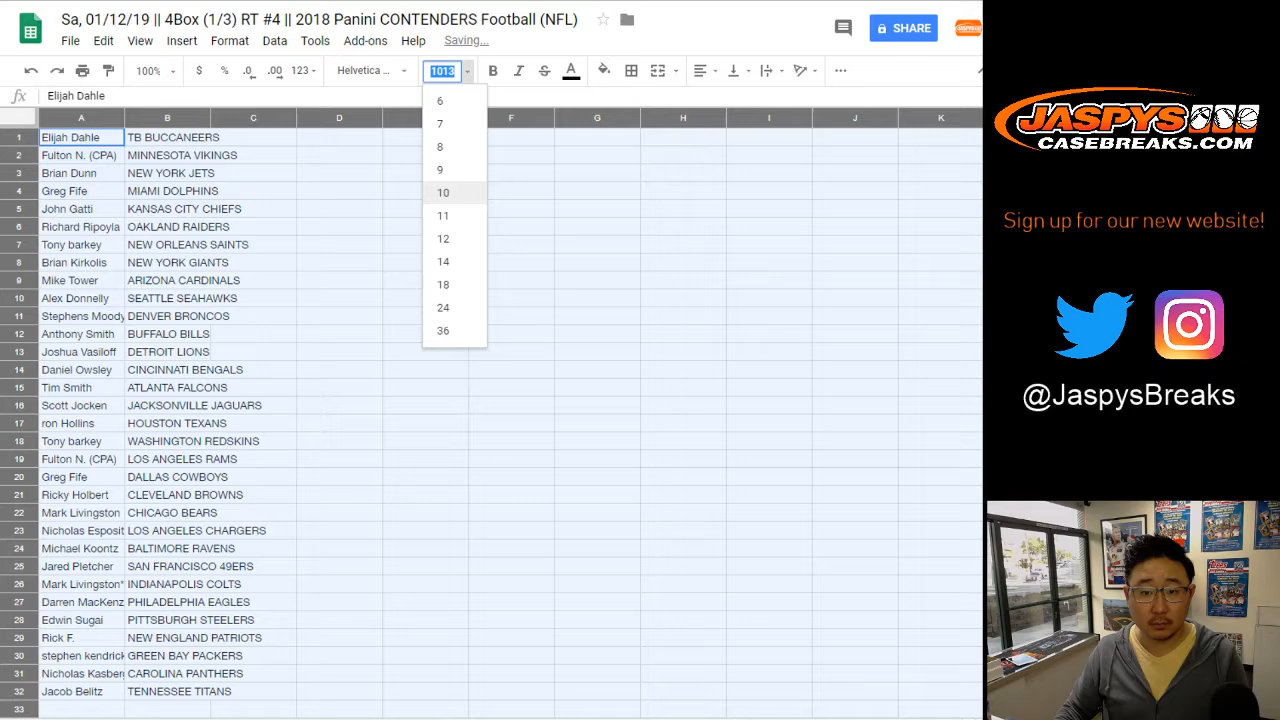 Sa, 01/12/19 || 4Box (1/3) RT #4 || 2018 Panini CONTENDERS Football (NFL)
File Edit View Insert Format Tools Add-ons Help Saving...
SHARE
100% $ % .0 .00 123 Helvetica ... 1013 B I S A
fx Elijah Dahle
A B C D F G H I J K
1 Elijah Dahle TB BUCCANEERS
2 Fulton N. (CPA) MINNESOTA VIKINGS
3 Brian Dunn NEW YORK JETS
4 Greg Fife MIAMI DOLPHINS
5 John Gatti KANSAS CITY CHIEFS
6 Richard Ripoyla OAKLAND RAIDERS
7 Tony barkey NEW ORLEANS SAINTS
8 Brian Kirkolis NEW YORK GIANTS
9 Mike Tower ARIZONA CARDINALS
10 Alex Donnelly SEATTLE SEAHAWKS
11 Stephens Moody DENVER BRONCOS
12 Anthony Smith BUFFALO BILLS
13 Joshua Vasiloff DETROIT LIONS
14 Daniel Owsley CINCINNATI BENGALS
15 Tim Smith ATLANTA FALCONS
16 Scott Jocken JACKSONVILLE JAGUARS
17 ron Hollins HOUSTON TEXANS
18 Tony barkey WASHINGTON REDSKINS
19 Fulton N. (CPA) LOS ANGELES RAMS
20 Greg Fife DALLAS COWBOYS
21 Ricky Holbert CLEVELAND BROWNS
22 Mark Livingston CHICAGO BEARS
23 Nicholas Esposit LOS ANGELES CHARGERS
24 Michael Koontz BALTIMORE RAVENS
25 Jared Pletcher SAN FRANCISCO 49ERS
26 Mark Livingston* INDIANAPOLIS COLTS
27 Darren MacKenz PHILADELPHIA EAGLES
28 Edwin Sugai PITTSBURGH STEELERS
29 Rick F. NEW ENGLAND PATRIOTS
30 stephen kendrick GREEN BAY PACKERS
31 Nicholas Kasberg CAROLINA PANTHERS
32 Jacob Belitz TENNESSEE TITANS
33
6
7
8
9
10
11
12
14
18
24
36
JASPYS
CASEBREAKS.COM
Sign up for our new website!
@JaspysBreaks